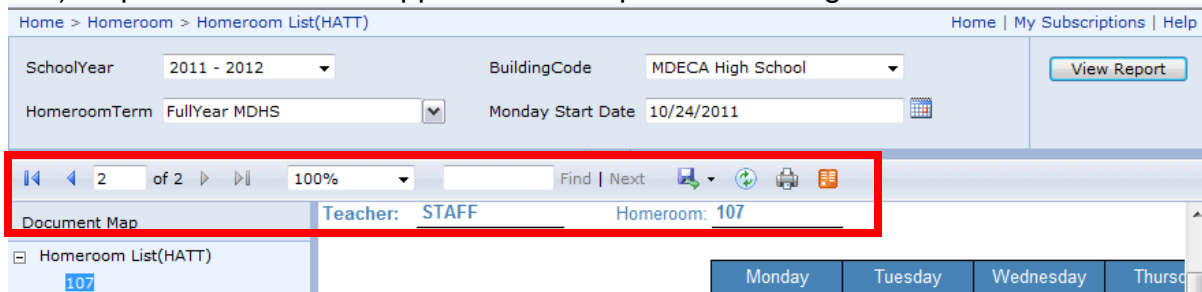 Home > Homeroom > Homeroom List(HATT) Home | My Subscriptions | Help
SchoolYear 2011 - 2012 BuildingCode MDECA High School View Report
HomeroomTerm FullYear MDHS Monday Start Date 10/24/2011
2 of 2 100% Find | Next
Document Map Teacher: STAFF Homeroom: 107
Homeroom List(HATT)
107 Monday Tuesday Wednesday Thursd